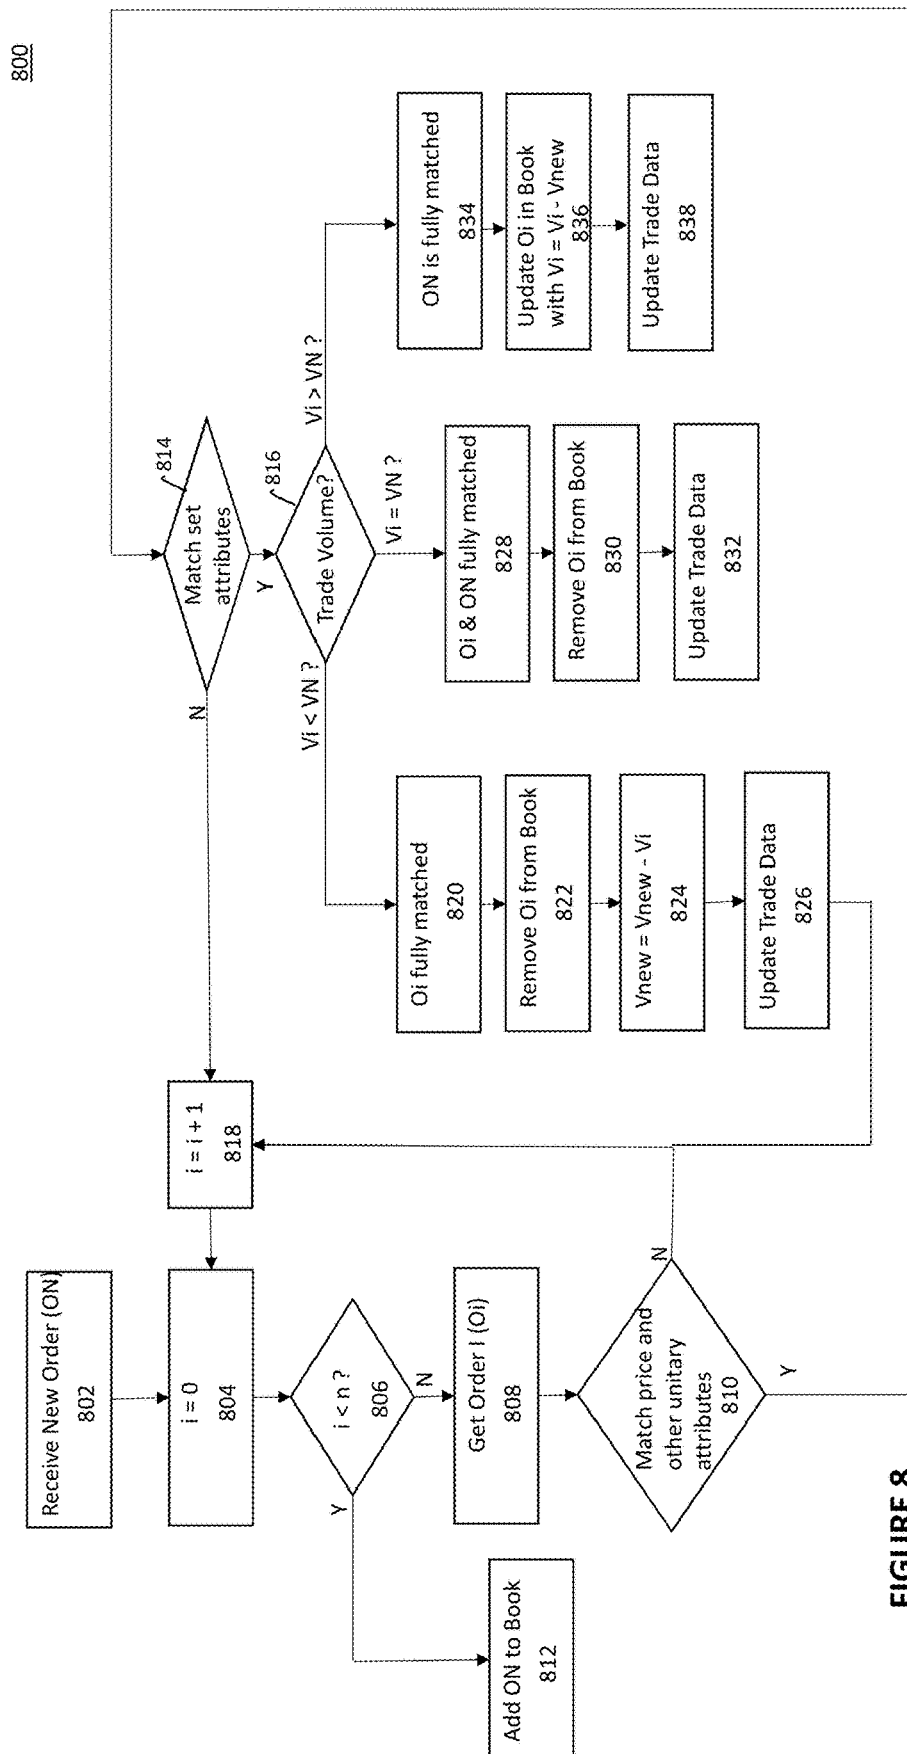 800
Receive New Order (ON)
802
i = 0
804
i < n ?
806
Y
N
Add ON to Book
812
Get Order I (Oi)
808
Match price and
other unitary
attributes
810
N
Y
i = i + 1
818
Match set
attributes
814
N
Y
Trade Volume?
816
Vi < VN ?
Vi = VN ?
Vi > VN ?
Oi fully matched
820
Remove Oi from Book
822
Vnew = Vnew - Vi
824
Update Trade Data
826
Oi & ON fully matched
828
Remove Oi from Book
830
Update Trade Data
832
ON is fully matched
834
Update Oi in Book
with Vi = Vi - Vnew
836
Update Trade Data
838
FIGURE 8